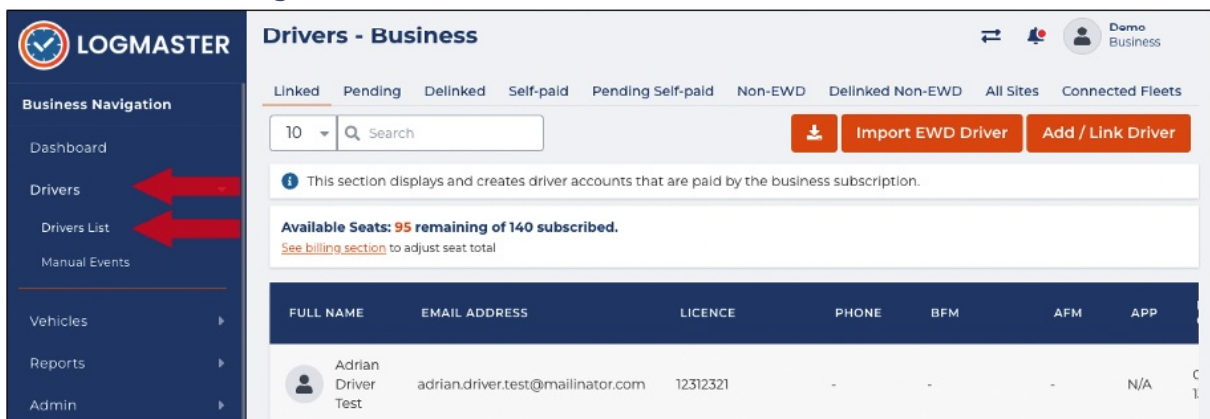 LOGMASTER
Business Navigation
Dashboard
Drivers
Drivers List
Manual Events
Vehicles
Reports
Admin
Drivers - Business
Demo
Business
Linked Pending Delinked Self-paid Pending Self-paid Non-EWD Delinked Non-EWD All Sites Connected Fleets
10 Search Import EWD Driver Add / Link Driver
This section displays and creates driver accounts that are paid by the business subscription.
Available Seats: 95 remaining of 140 subscribed.
See billing section to adjust seat total
FULL NAME EMAIL ADDRESS LICENCE PHONE BFM AFM APP
Adrian
Driver adrian.driver.test@mailinator.com 12312321 - - - N/A
Test